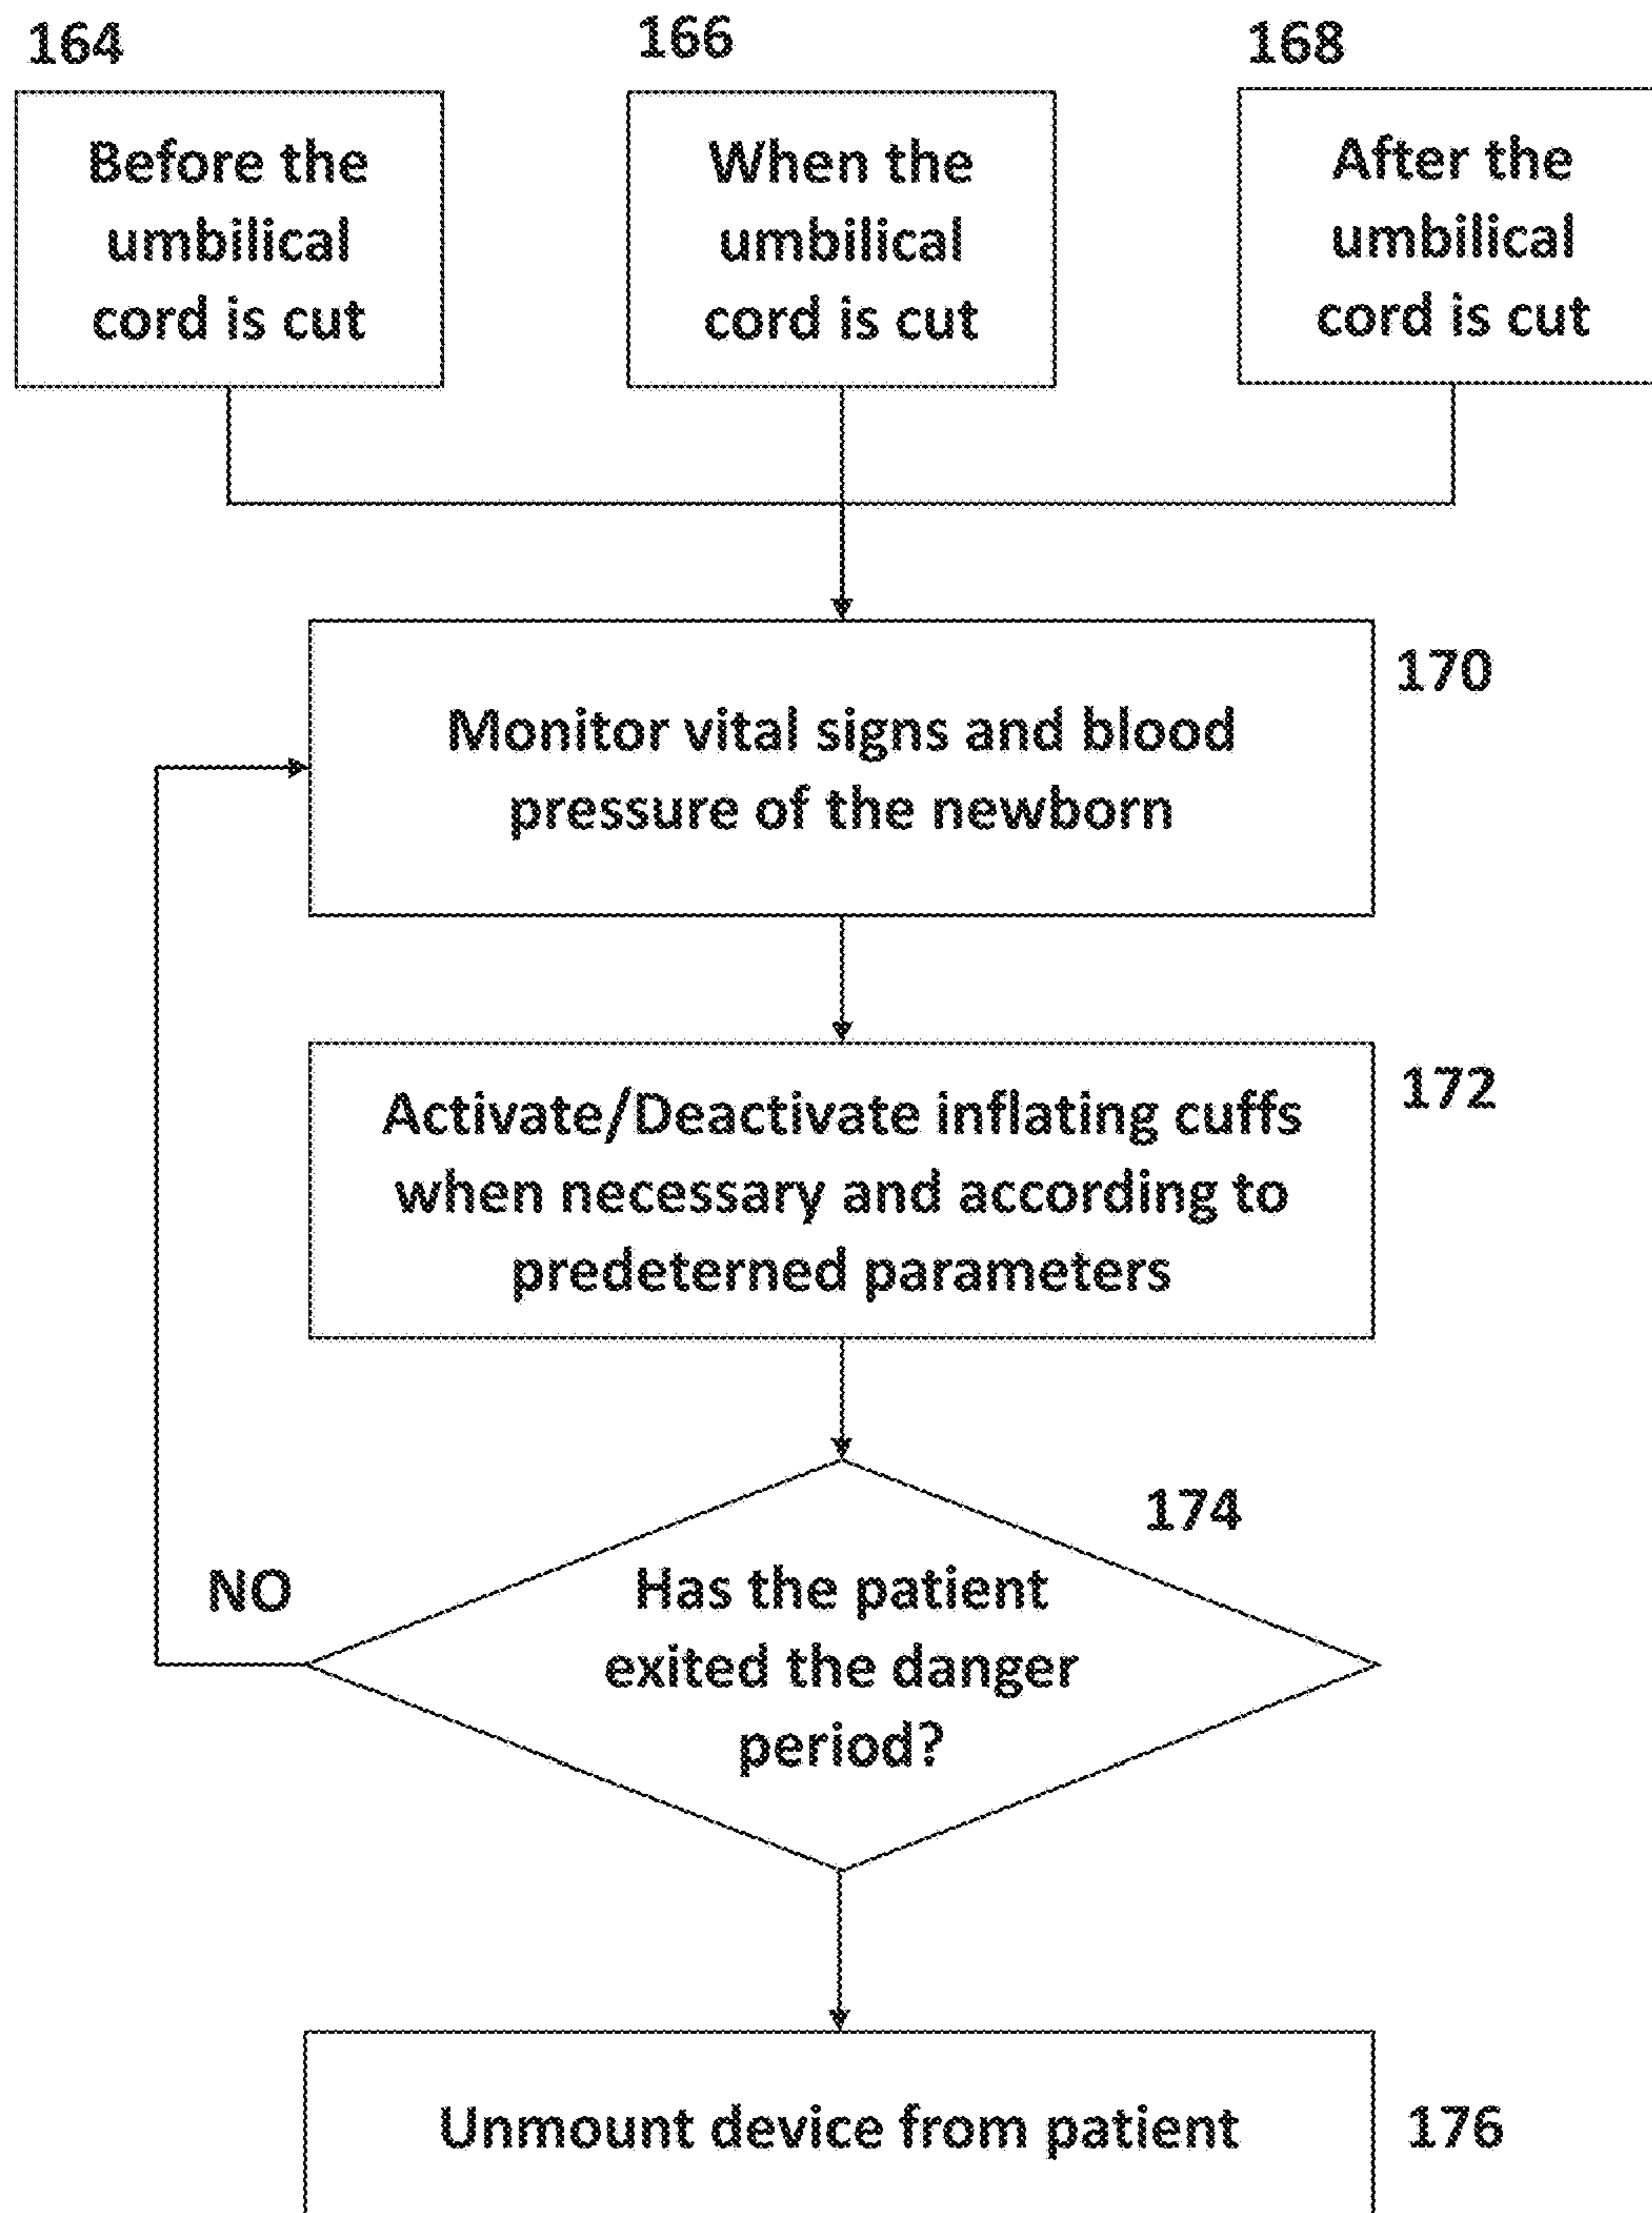 164
Before the
umbilical
cord is cut
166
When the
umbilical
cord is cut
168
After the
umbilical
cord is cut
170
Monitor vital signs and blood
pressure of the newborn
172
Activate/Deactivate inflating cuffs
when necessary and according to
predeterned parameters
174
Has the patient
exited the danger
period?
NO
Unmount device from patient
176